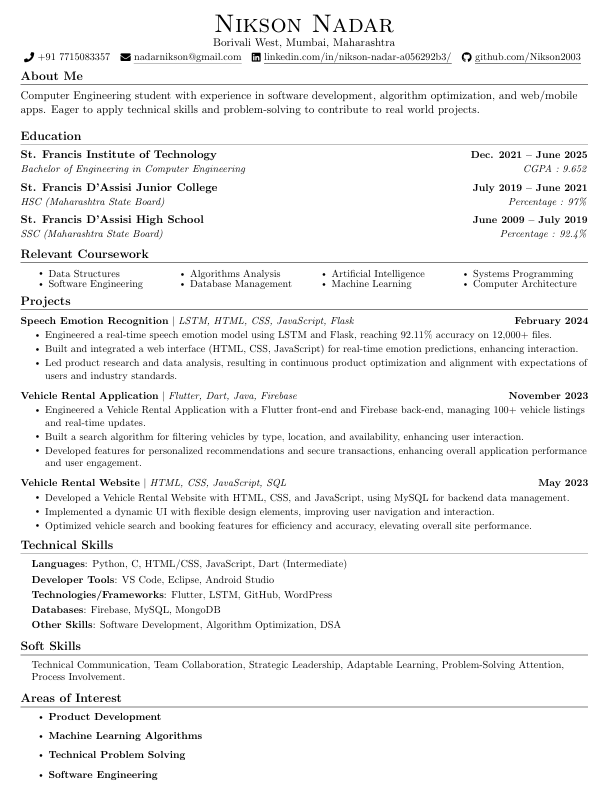 Nikson Nadar
Borivali West, Mumbai, Maharashtra
+91 7715083357 nadarnikson@gmail.com linkedin.com/in/nikson-nadar-a056292b3/ github.com/Nikson2003
About Me
Computer Engineering student with experience in software development, algorithm optimization, and web/mobile
apps. Eager to apply technical skills and problem-solving to contribute to real world projects.
Education
St. Francis Institute of Technology Dec. 2021 – June 2025
Bachelor of Engineering in Computer Engineering CGPA : 9.652
St. Francis D'Assisi Junior College July 2019 – June 2021
HSC (Maharashtra State Board) Percentage : 97%
St. Francis D'Assisi High School June 2009 – July 2019
SSC (Maharashtra State Board) Percentage : 92.4%
Relevant Coursework
• Data Structures • Algorithms Analysis • Artificial Intelligence • Systems Programming
• Software Engineering • Database Management • Machine Learning • Computer Architecture
Projects
Speech Emotion Recognition | LSTM, HTML, CSS, JavaScript, Flask February 2024
• Engineered a real-time speech emotion model using LSTM and Flask, reaching 92.11% accuracy on 12,000+ files.
• Built and integrated a web interface (HTML, CSS, JavaScript) for real-time emotion predictions, enhancing interaction.
• Led product research and data analysis, resulting in continuous product optimization and alignment with expectations of
users and industry standards.
Vehicle Rental Application | Flutter, Dart, Java, Firebase November 2023
• Engineered a Vehicle Rental Application with a Flutter front-end and Firebase back-end, managing 100+ vehicle listings
and real-time updates.
• Built a search algorithm for filtering vehicles by type, location, and availability, enhancing user interaction.
• Developed features for personalized recommendations and secure transactions, enhancing overall application performance
and user engagement.
Vehicle Rental Website | HTML, CSS, JavaScript, SQL May 2023
• Developed a Vehicle Rental Website with HTML, CSS, and JavaScript, using MySQL for backend data management.
• Implemented a dynamic UI with flexible design elements, improving user navigation and interaction.
• Optimized vehicle search and booking features for efficiency and accuracy, elevating overall site performance.
Technical Skills
Languages: Python, C, HTML/CSS, JavaScript, Dart (Intermediate)
Developer Tools: VS Code, Eclipse, Android Studio
Technologies/Frameworks: Flutter, LSTM, GitHub, WordPress
Databases: Firebase, MySQL, MongoDB
Other Skills: Software Development, Algorithm Optimization, DSA
Soft Skills
Technical Communication, Team Collaboration, Strategic Leadership, Adaptable Learning, Problem-Solving Attention,
Process Involvement.
Areas of Interest
• Product Development
• Machine Learning Algorithms
• Technical Problem Solving
• Software Engineering